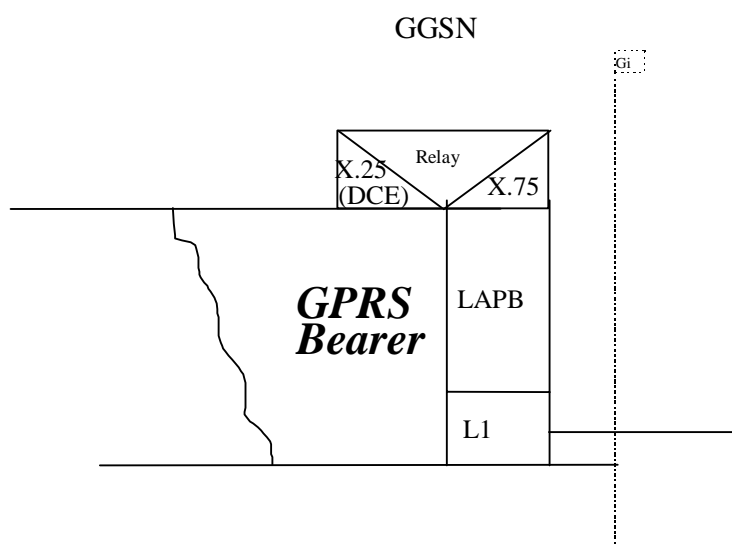 GGSN
Gi
Relay
X.25
(DCE)
X.75
GPRS
Bearer
LAPB
L1